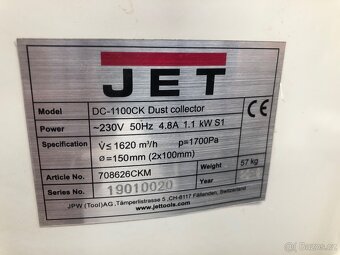 JET
Model DC-1100CK Dust collector
Power ~230V 50Hz 4.8A 1.1 kW S1
Specification V≤ 1620 m³/h p=1700Pa
ø=150mm (2x100mm)
Article No. 708626CKM Weight 57 kg
Series No. 19010020 Year
JPW (Tool)AG , Tämperlistrasse 5 ,CH-8117 Fällanden, Switzerland
www.jettools.com
CE